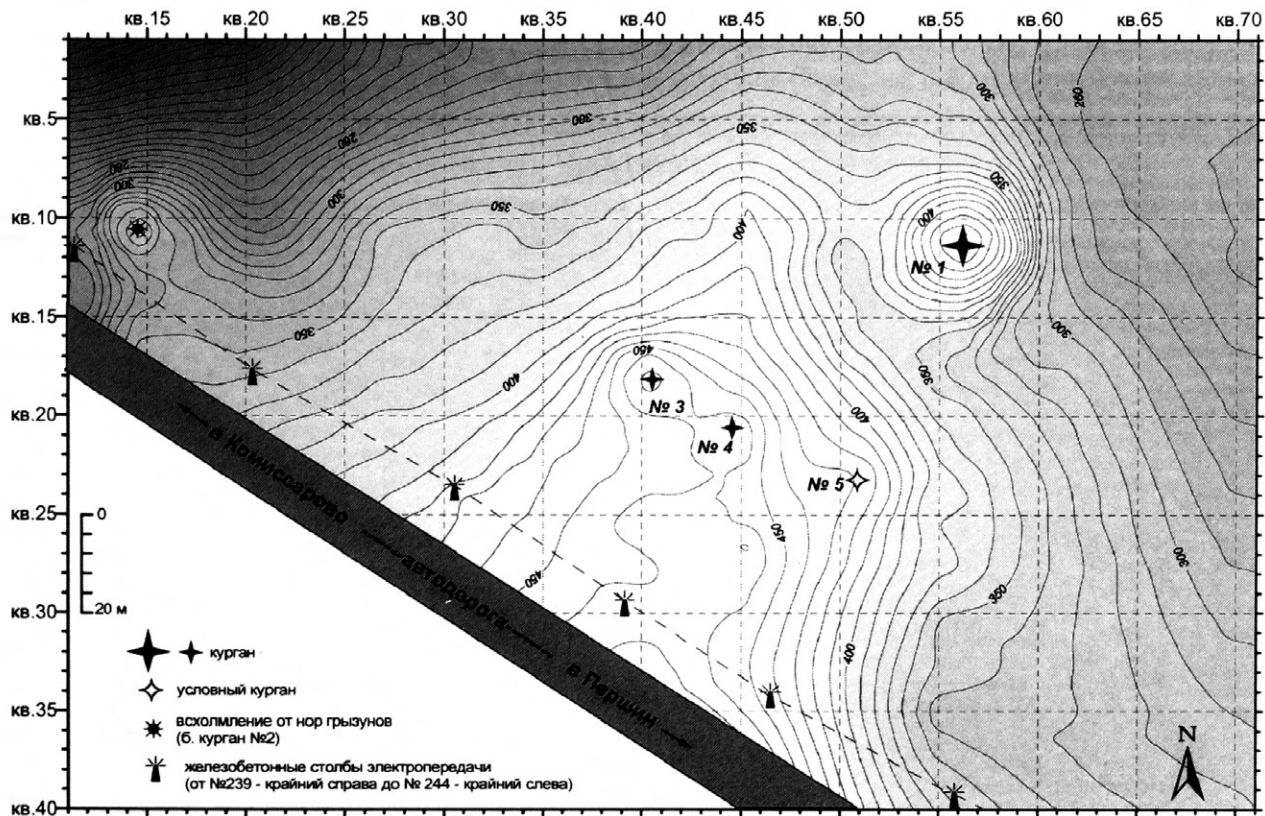 кв.15 кв.20 кв.25 кв.30 кв.35 кв.40 кв.45 кв.50 кв.55 кв.60 кв.65 кв.70
кв.5
кв.10
кв.15
кв.20
кв.25
кв.30
кв.35
кв.40
260
300
350
380
350
280
300
300
350
400
400
№ 1
350
300
350
400
450
№ 3
№ 4
400
№ 5
350
450
450
300
350
400
в Комиссарово
автодорога
в Першин
0
20 м
курган
условный курган
всхолмление от нор грызунов
(б. курган №2)
железобетонные столбы электропередачи
(от №239 - крайний справа до № 244 - крайний слева)
N